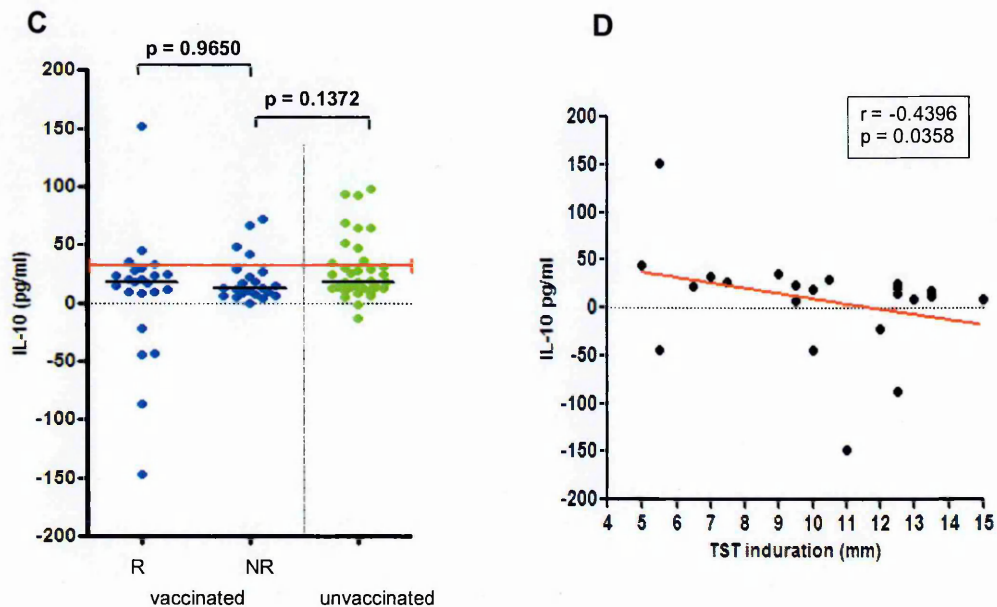 C
p = 0.9650
p = 0.1372
200
150
100
50
0
-50
-100
-150
-200
IL-10 (pg/ml)
R NR
vaccinated unvaccinated
D
r = -0.4396
p = 0.0358
200
150
100
50
0
-50
-100
-150
-200
IL-10 pg/ml
4 5 6 7 8 9 10 11 12 13 14 15
TST induration (mm)